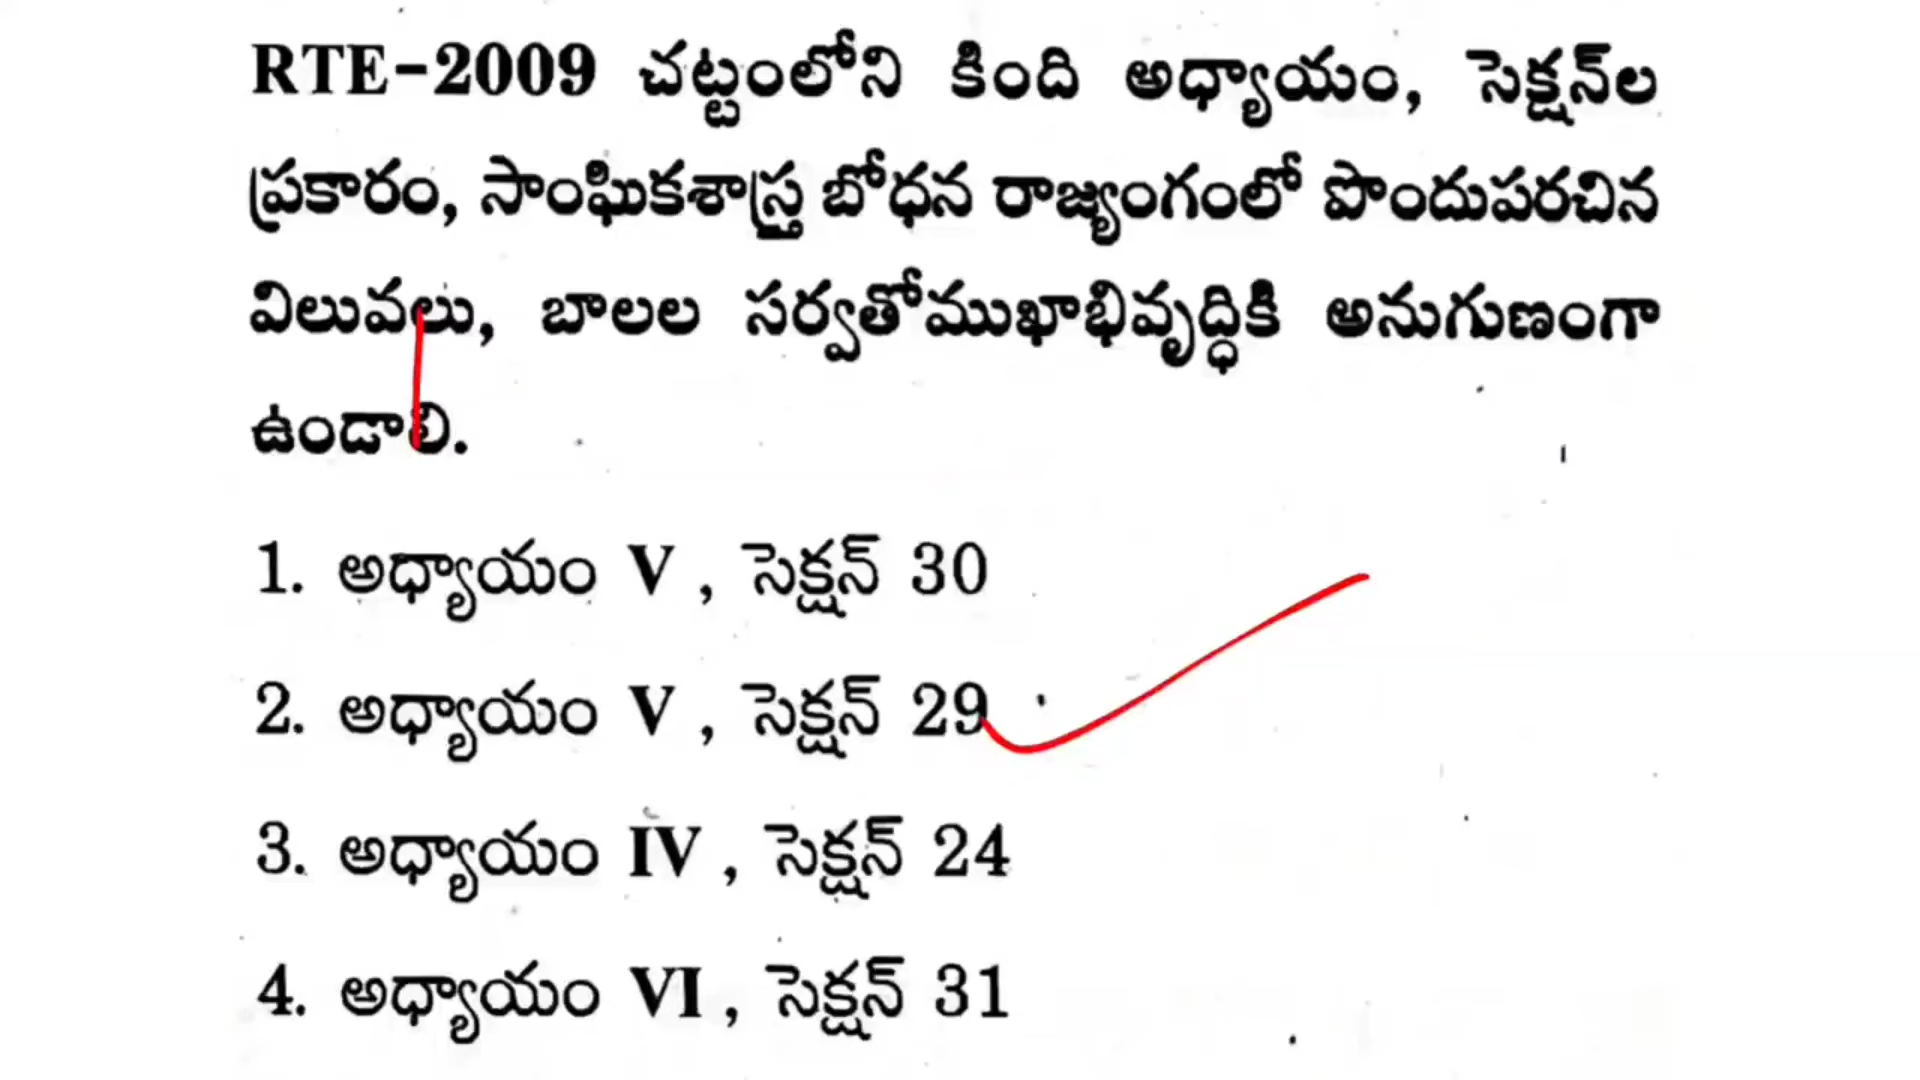 RTE-2009 చట్టంలోని కింది అధ్యాయం, సెక్షన్‌ల
ప్రకారం, సాంఘికశాస్త్ర బోధన రాజ్యంగంలో పొందుపరచిన
విలువలు, బాలల సర్వతోముఖాభివృద్ధికి అనుగుణంగా
ఉండాలి.
1. అధ్యాయం V , సెక్షన్ 30
2. అధ్యాయం V , సెక్షన్ 29
3. అధ్యాయం IV , సెక్షన్ 24
4. అధ్యాయం VI , సెక్షన్ 31